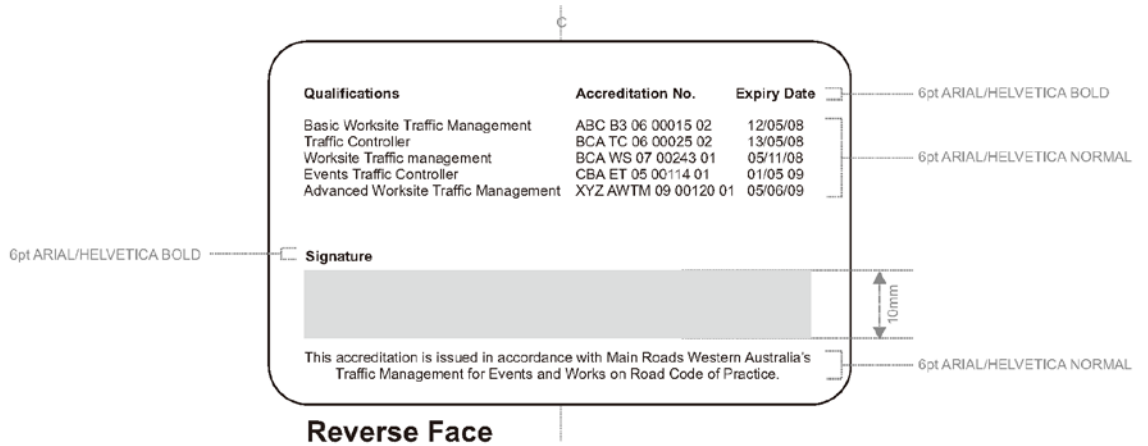 C
Qualifications Accreditation No. Expiry Date 6pt ARIAL/HELVETICA BOLD
Basic Worksite Traffic Management ABC B3 06 00015 02 12/05/08
Traffic Controller BCA TC 06 00025 02 13/05/08
Worksite Traffic management BCA WS 07 00243 01 05/11/08 6pt ARIAL/HELVETICA NORMAL
Events Traffic Controller CBA ET 05 00114 01 01/05 09
Advanced Worksite Traffic Management XYZ AWTM 09 00120 01 05/06/09
6pt ARIAL/HELVETICA BOLD Signature
10mm
This accreditation is issued in accordance with Main Roads Western Australia's
Traffic Management for Events and Works on Road Code of Practice. 6pt ARIAL/HELVETICA NORMAL
Reverse Face